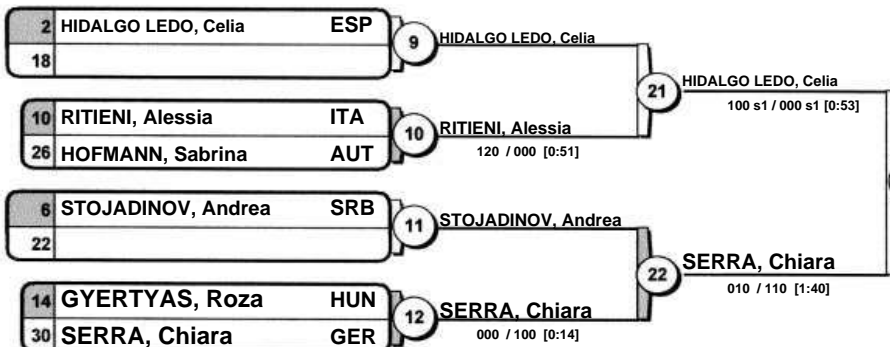 2 HIDALGO LEDO, Celia ESP
18
9
HIDALGO LEDO, Celia
10 RITIENI, Alessia ITA
26 HOFMANN, Sabrina AUT
10
RITIENI, Alessia
120 / 000 [0:51]
21
HIDALGO LEDO, Celia
100 s1 / 000 s1 [0:53]
6 STOJADINOV, Andrea SRB
22
11
STOJADINOV, Andrea
14 GYERTYAS, Roza HUN
30 SERRA, Chiara GER
12
SERRA, Chiara
000 / 100 [0:14]
22
SERRA, Chiara
010 / 110 [1:40]